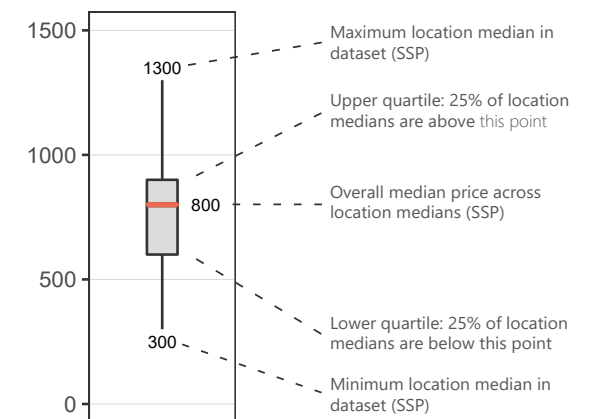 1500
1000
500
0
1300
800
300
Maximum location median in
dataset (SSP)
Upper quartile: 25% of location
medians are above this point
Overall median price across
location medians (SSP)
Lower quartile: 25% of location
medians are below this point
Minimum location median in
dataset (SSP)